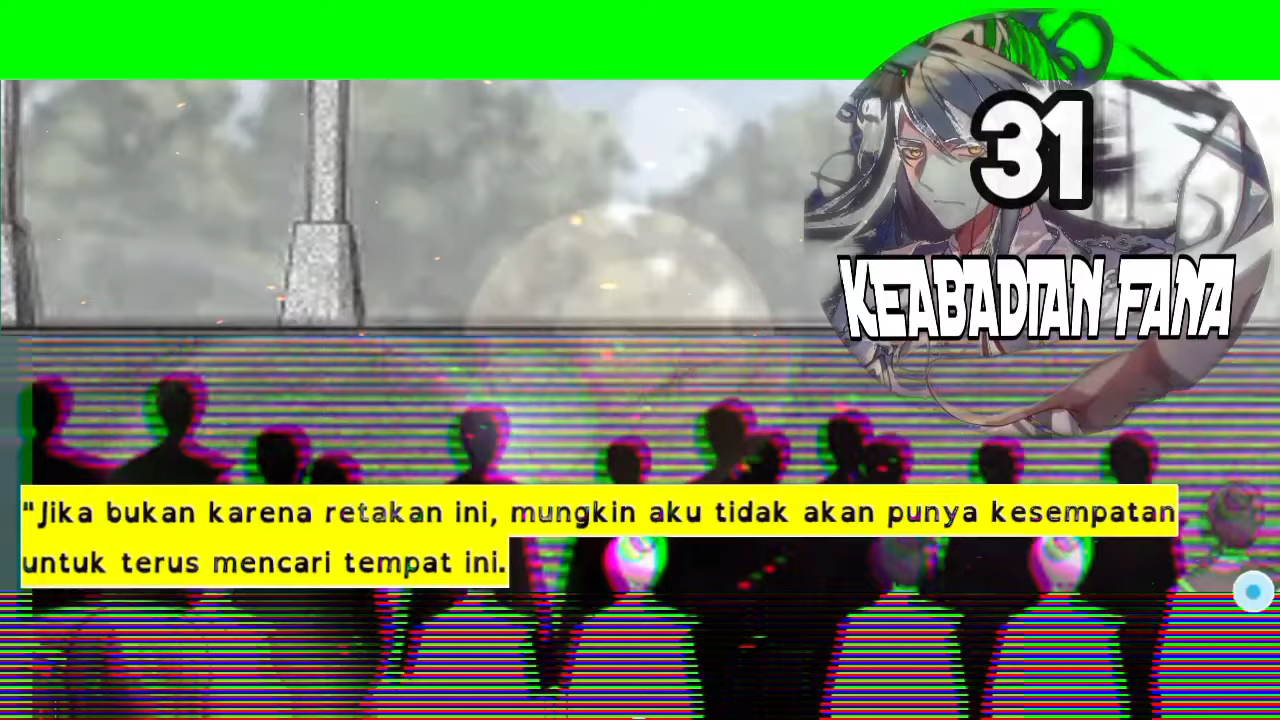 31
KEABADIAN FANA
"Jika bukan karena retakan ini, mungkin aku tidak akan punya kesempatan
untuk terus mencari tempat ini.